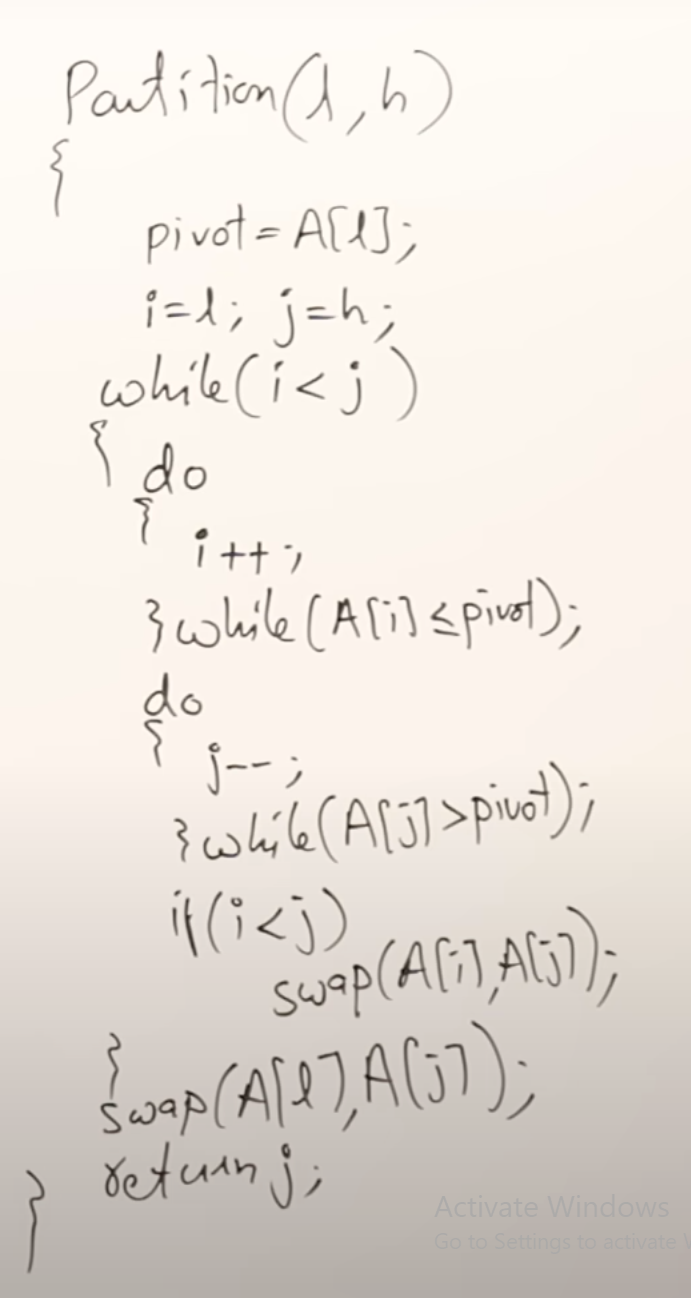 Partition(l,h)
{
pivot=A[l];
i=l; j=h;
while(i<j)
{ do
{
i++;
}while(A[i]≤pivot);
do
{
j--;
}while(A[j]>pivot);
if(i<j)
swap(A[i],A[j]);
}
swap(A[l],A[j]);
return j;
}
Activate Windows
Go to Settings to activate